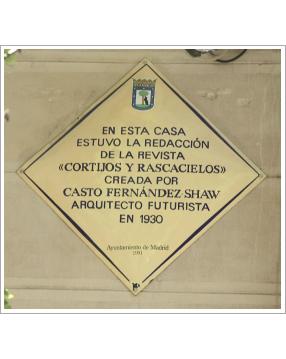 EN ESTA CASA
ESTUVO LA REDACCIÓN
DE LA REVISTA
«CORTIJOS Y RASCACIELOS»
CREADA POR
CASTO FERNÁNDEZ SHAW
ARQUITECTO FUTURISTA
EN 1930
Ayuntamiento de Madrid
1991